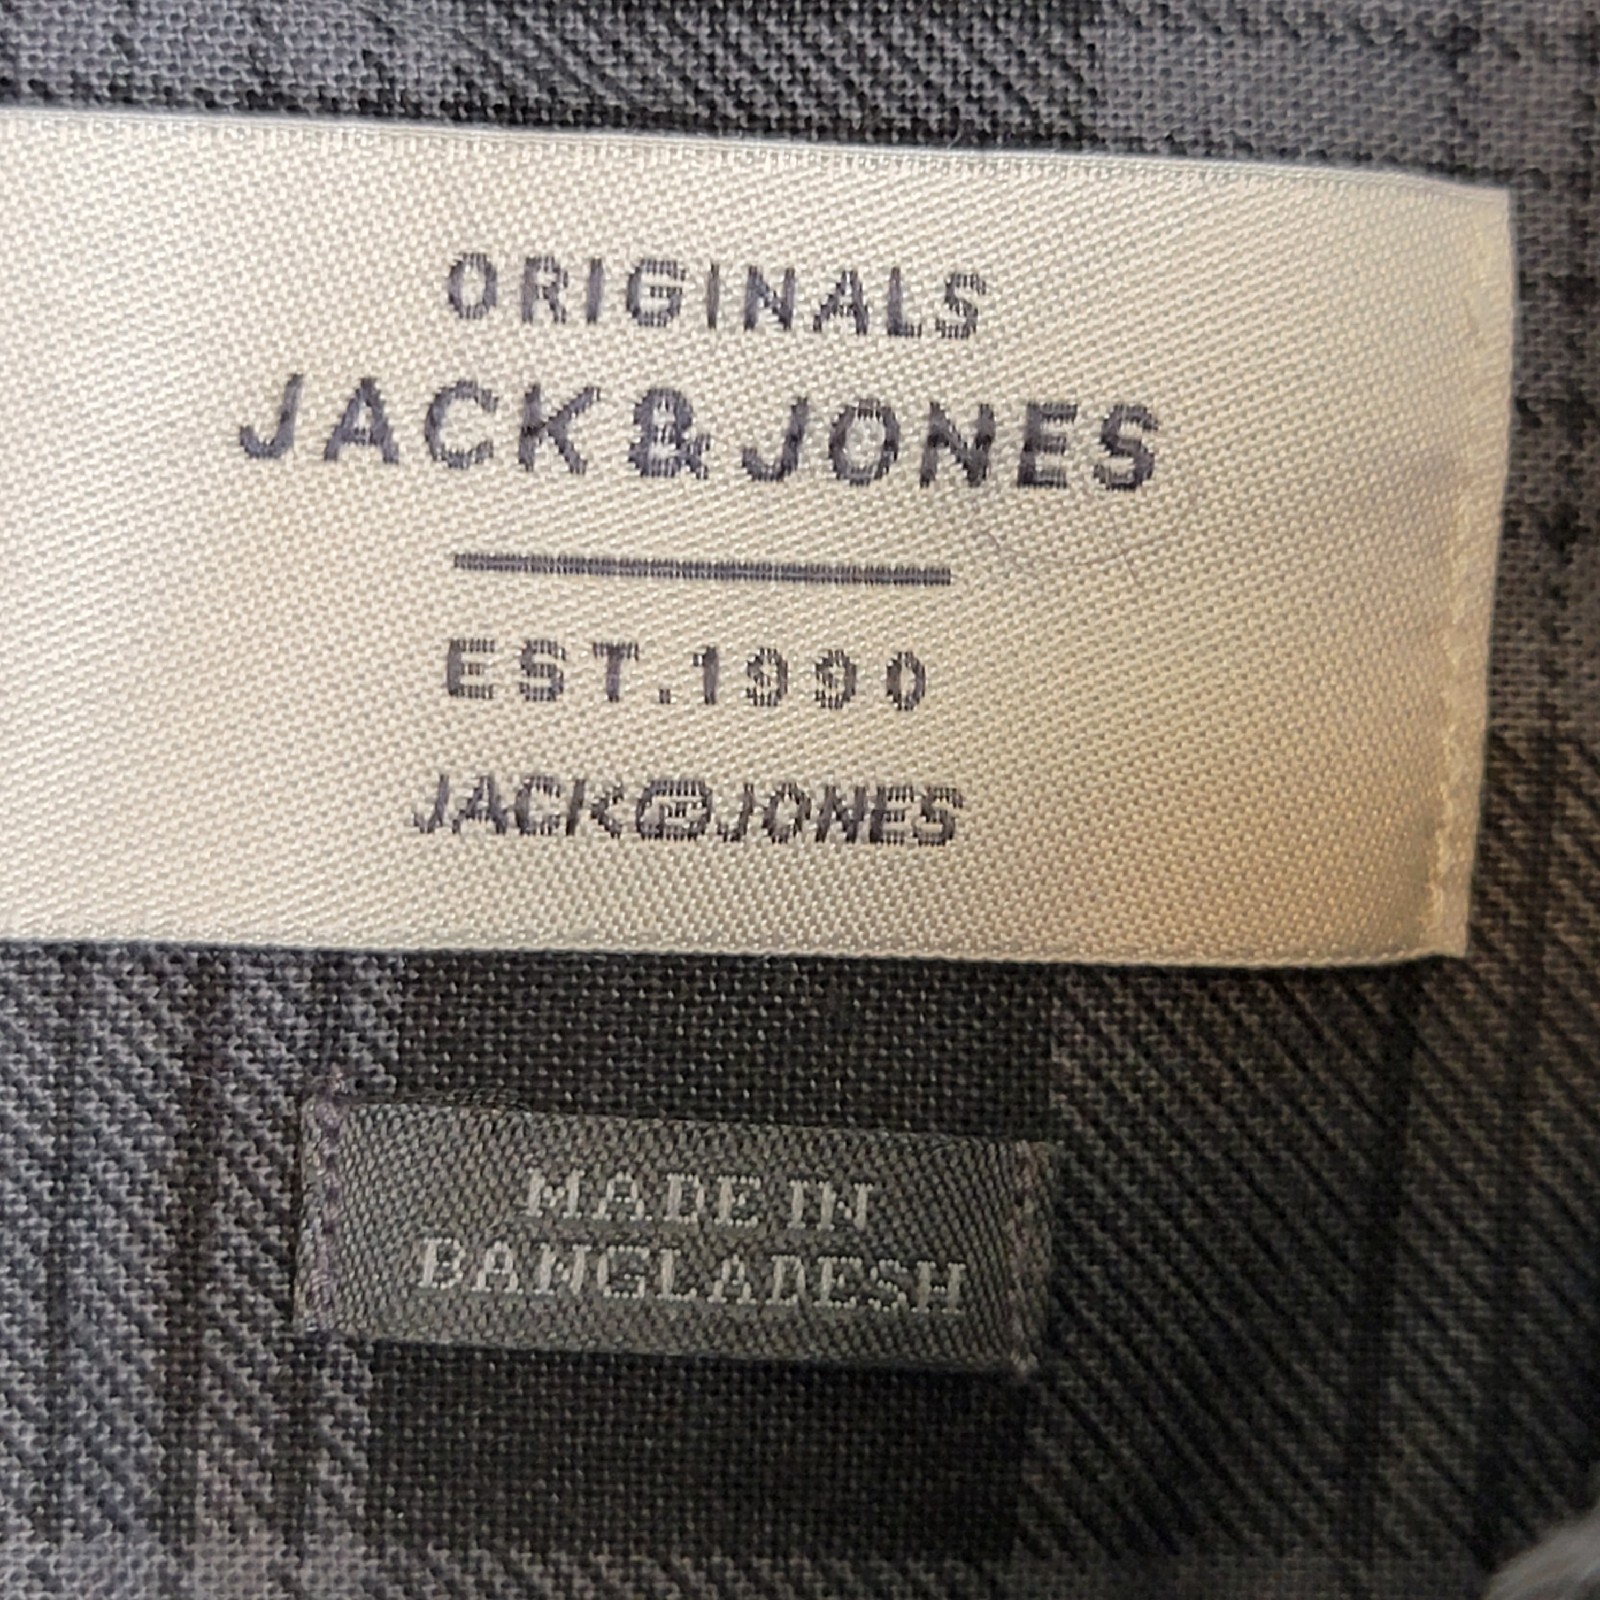 ORIGINALS
JACK & JONES
EST.1990
JACK&JONES
MADE IN
BANGLADESH